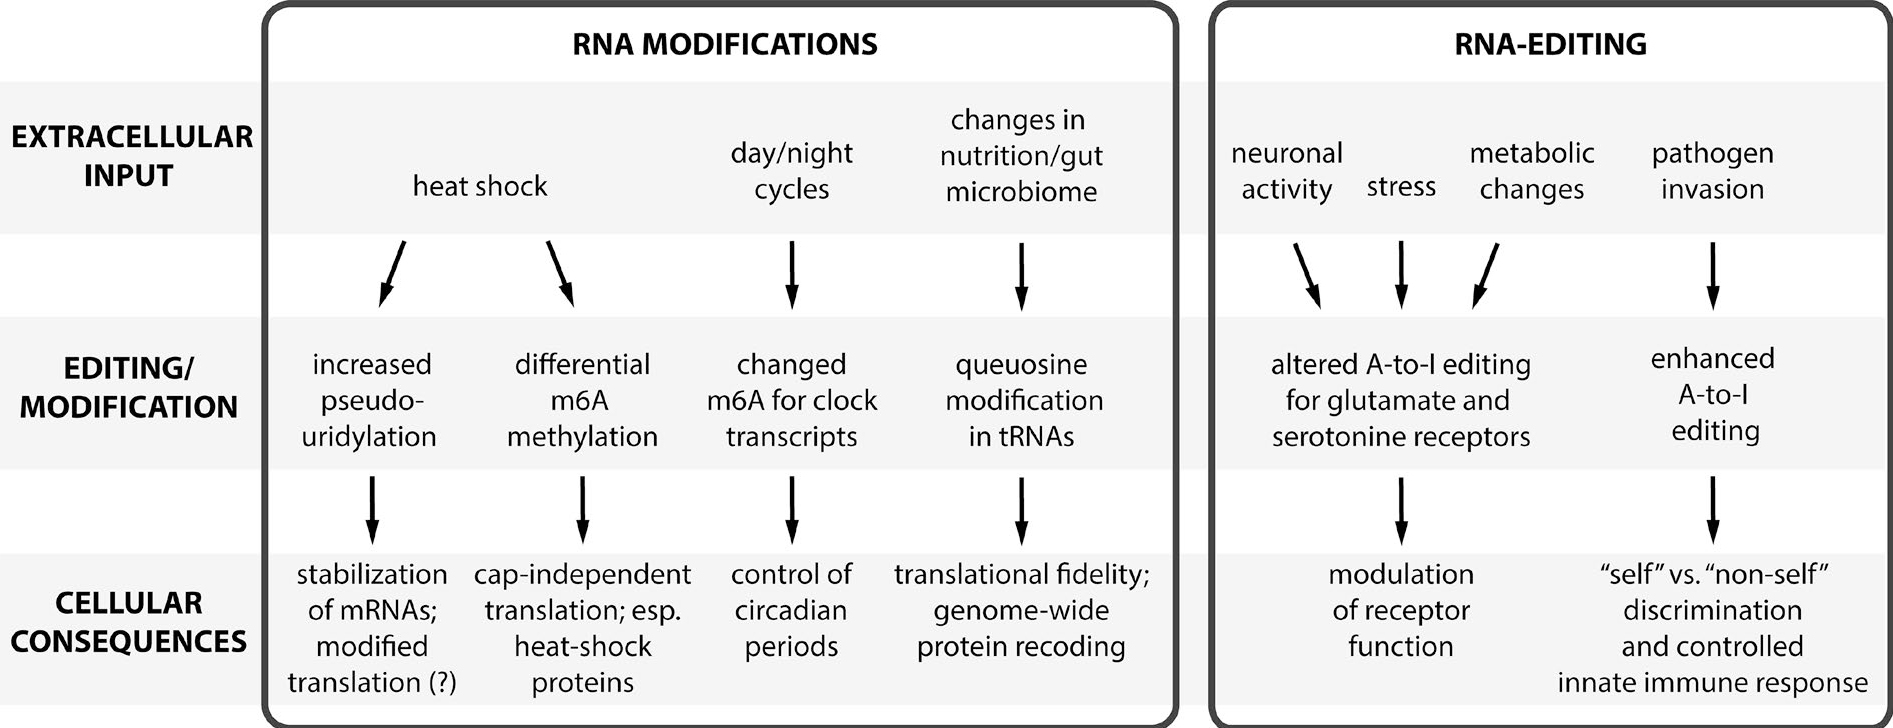 RNA MODIFICATIONS
RNA-EDITING
EXTRACELLULAR
INPUT
heat shock
day/night
cycles
changes in
nutrition/gut
microbiome
neuronal
activity
stress
metabolic
changes
pathogen
invasion
EDITING/
MODIFICATION
increased
pseudo-
uridylation
differential
m6A
methylation
changed
m6A for clock
transcripts
queuosine
modification
in tRNAs
altered A-to-I editing
for glutamate and
serotonine receptors
enhanced
A-to-I
editing
CELLULAR
CONSEQUENCES
stabilization
of mRNAs;
modified
translation (?)
cap-independent
translation; esp.
heat-shock
proteins
control of
circadian
periods
translational fidelity;
genome-wide
protein recoding
modulation
of receptor
function
“self” vs. “non-self”
discrimination
and controlled
innate immune response